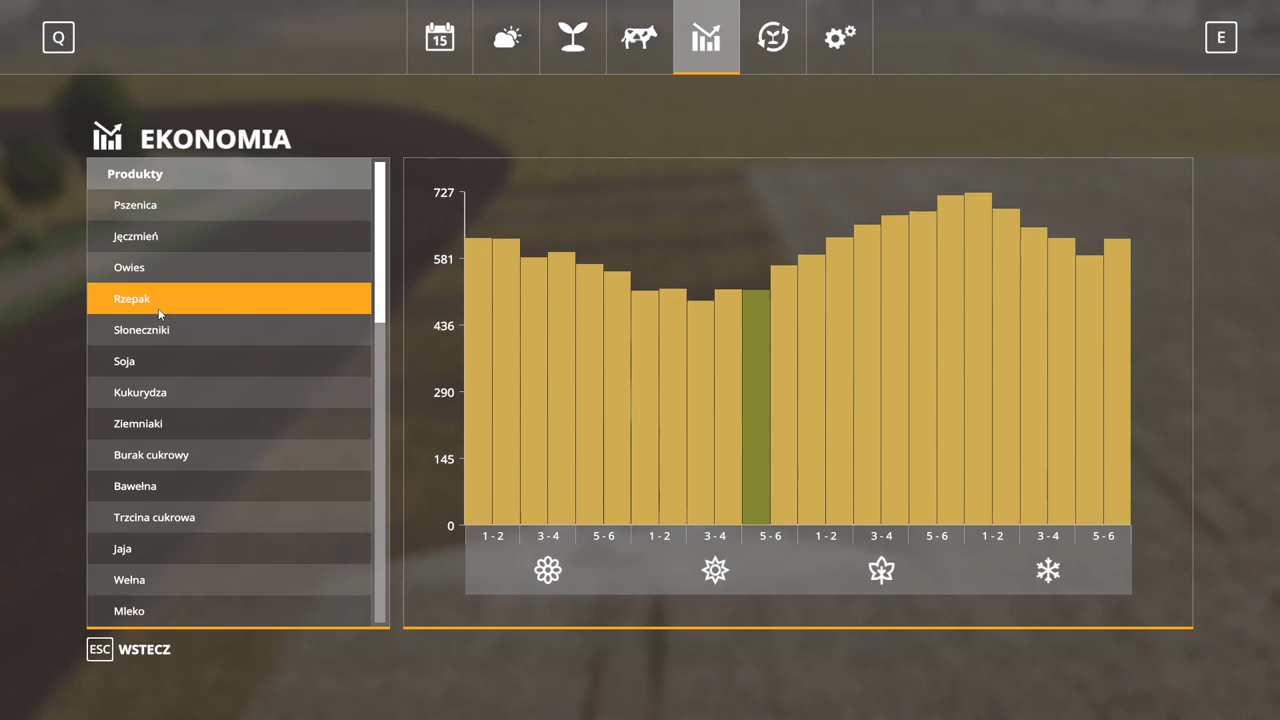 Q
15
E
EKONOMIA
Produkty
Pszenica
Jęczmień
Owies
Rzepak
Słoneczniki
Soja
Kukurydza
Ziemniaki
Burak cukrowy
Bawełna
Trzcina cukrowa
Jaja
Wełna
Mleko
727
581
436
290
145
0
1 - 2 3 - 4 5 - 6 1 - 2 3 - 4 5 - 6 1 - 2 3 - 4 5 - 6 1 - 2 3 - 4 5 - 6
ESC WSTECZ